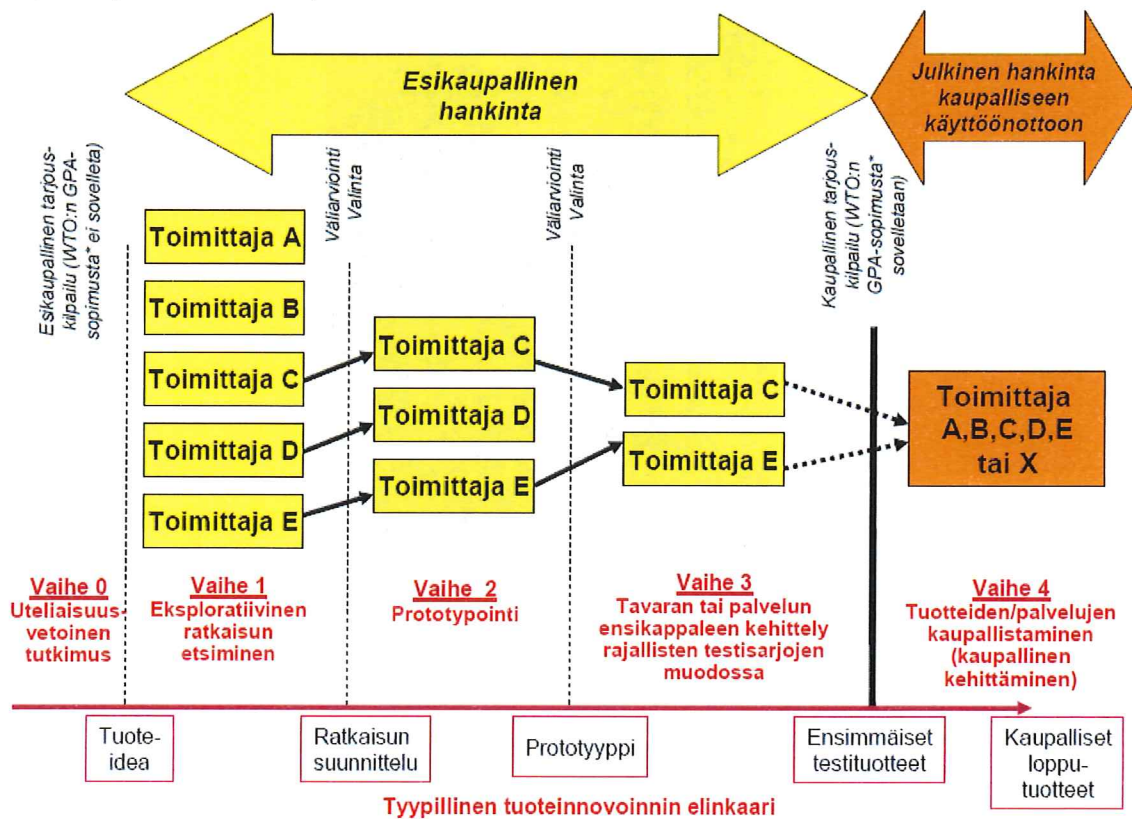 Esikaupallinen
hankinta
Julkinen hankinta
kaupalliseen
käyttöönottoon
Esikaupallinen tarjous-
kilpailu (WTO:n GPA-
sopimusta* ei sovelleta)
Väliarviointi
Valinta
Väliarviointi
Valinta
Kaupallinen tarjous-
kilpailu (WTO:n
GPA-sopimusta*
sovelletaan)
Toimittaja A
Toimittaja B
Toimittaja C
Toimittaja D
Toimittaja E
Toimittaja C
Toimittaja D
Toimittaja E
Toimittaja C
Toimittaja E
Toimittaja
A,B,C,D,E
tai X
Vaihe 0
Uteliaisuus-
vetoinen
tutkimus
Vaihe 1
Eksploratiivinen
ratkaisun
etsiminen
Vaihe 2
Prototypointi
Vaihe 3
Tavaran tai palvelun
ensikappaleen kehittely
rajallisten testisarjojen
muodossa
Vaihe 4
Tuotteiden/palvelujen
kaupallistaminen
(kaupallinen
kehittäminen)
Tuote-
idea
Ratkaisun
suunnittelu
Prototyyppi
Ensimmäiset
testituotteet
Kaupalliset
loppu-
tuotteet
Tyypillinen tuoteinnovoinnin elinkaari